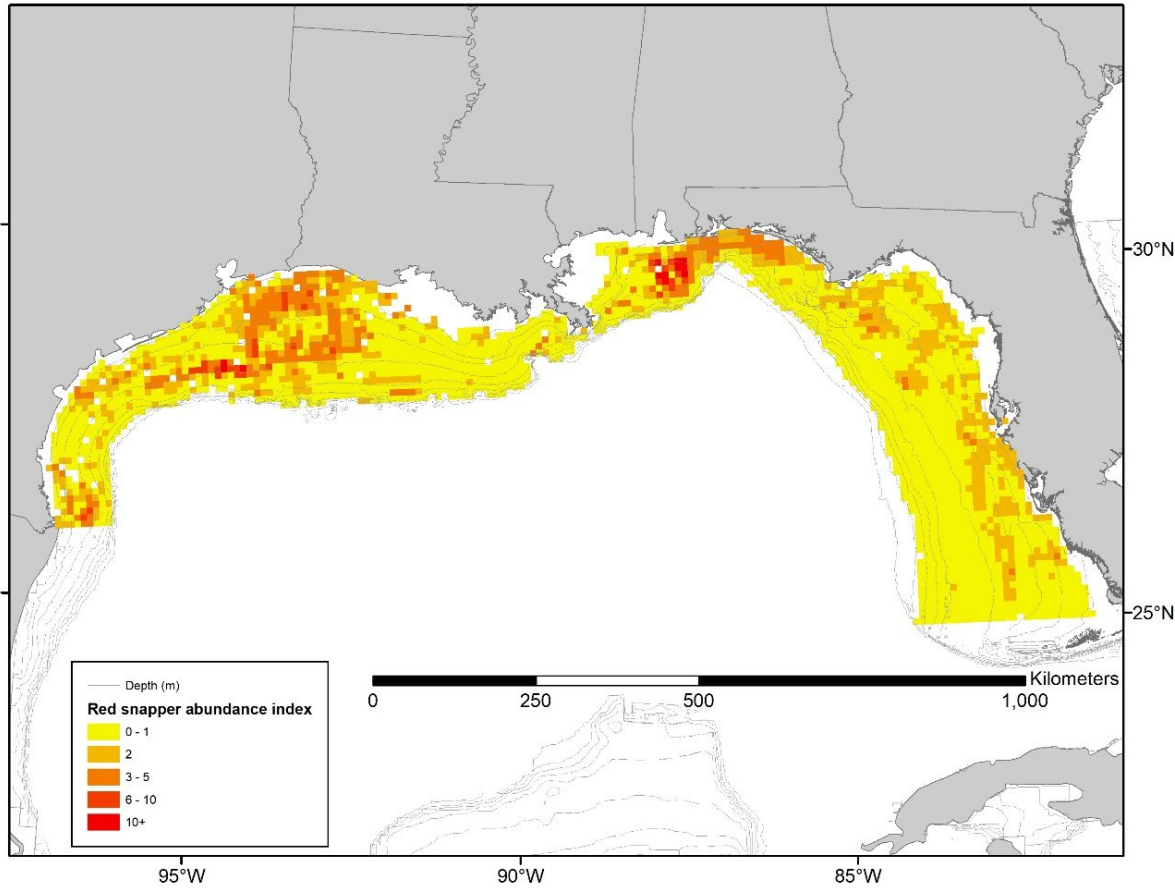 30°N
25°N
Depth (m)
Red snapper abundance index
0 - 1
2
3 - 5
6 - 10
10+
Kilometers
0 250 500 1,000
95°W 90°W 85°W